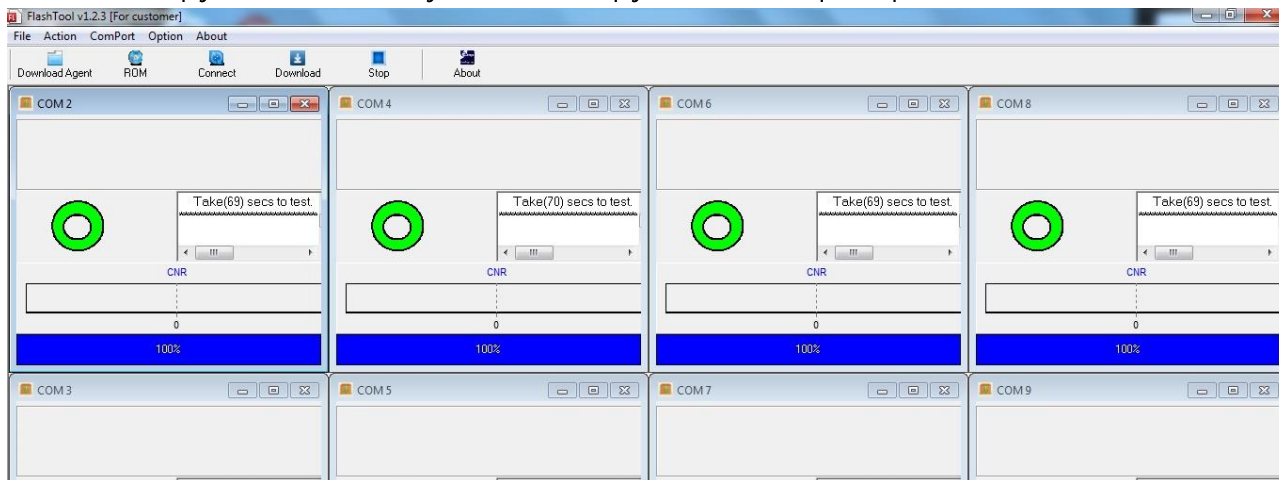 FlashTool v1.2.3 [For customer]
File Action ComPort Option About
Download Agent ROM Connect Download Stop About
COM 2 COM 4 COM 6 COM 8
Take(69) secs to test. Take(70) secs to test. Take(69) secs to test. Take(69) secs to test.
CNR CNR CNR CNR
0 0 0 0
100% 100% 100% 100%
COM 3 COM 5 COM 7 COM 9